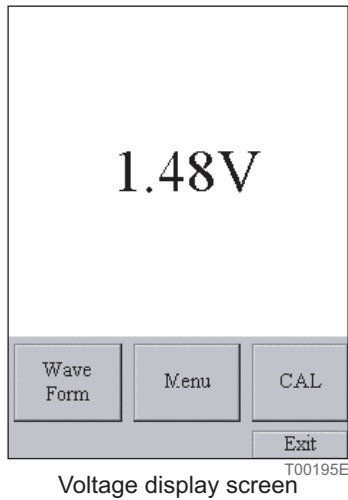 1.48V
Wave
Form
Menu
CAL
Exit
T00195E
Voltage display screen